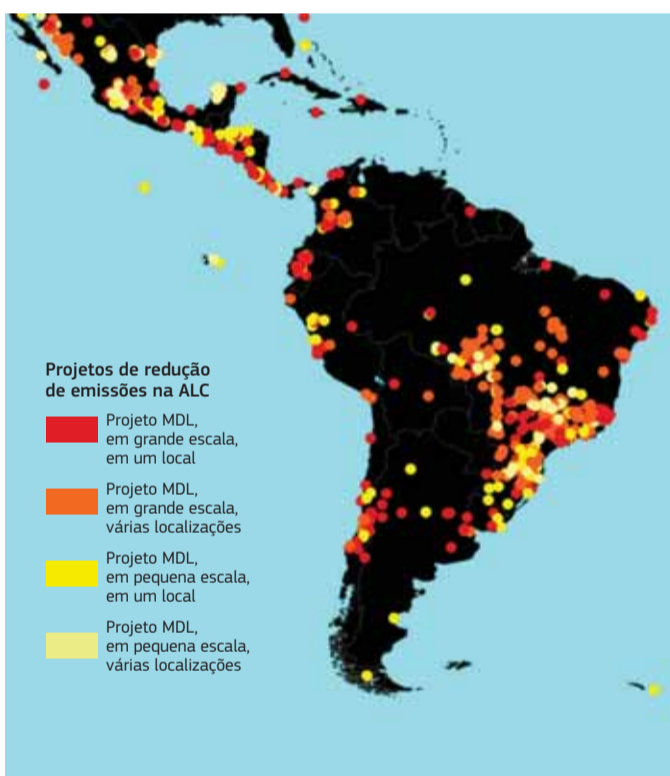 Projetos de redução
de emissões na ALC
Projeto MDL,
em grande escala,
em um local
Projeto MDL,
em grande escala,
várias localizações
Projeto MDL,
em pequena escala,
em um local
Projeto MDL,
em pequena escala,
várias localizações